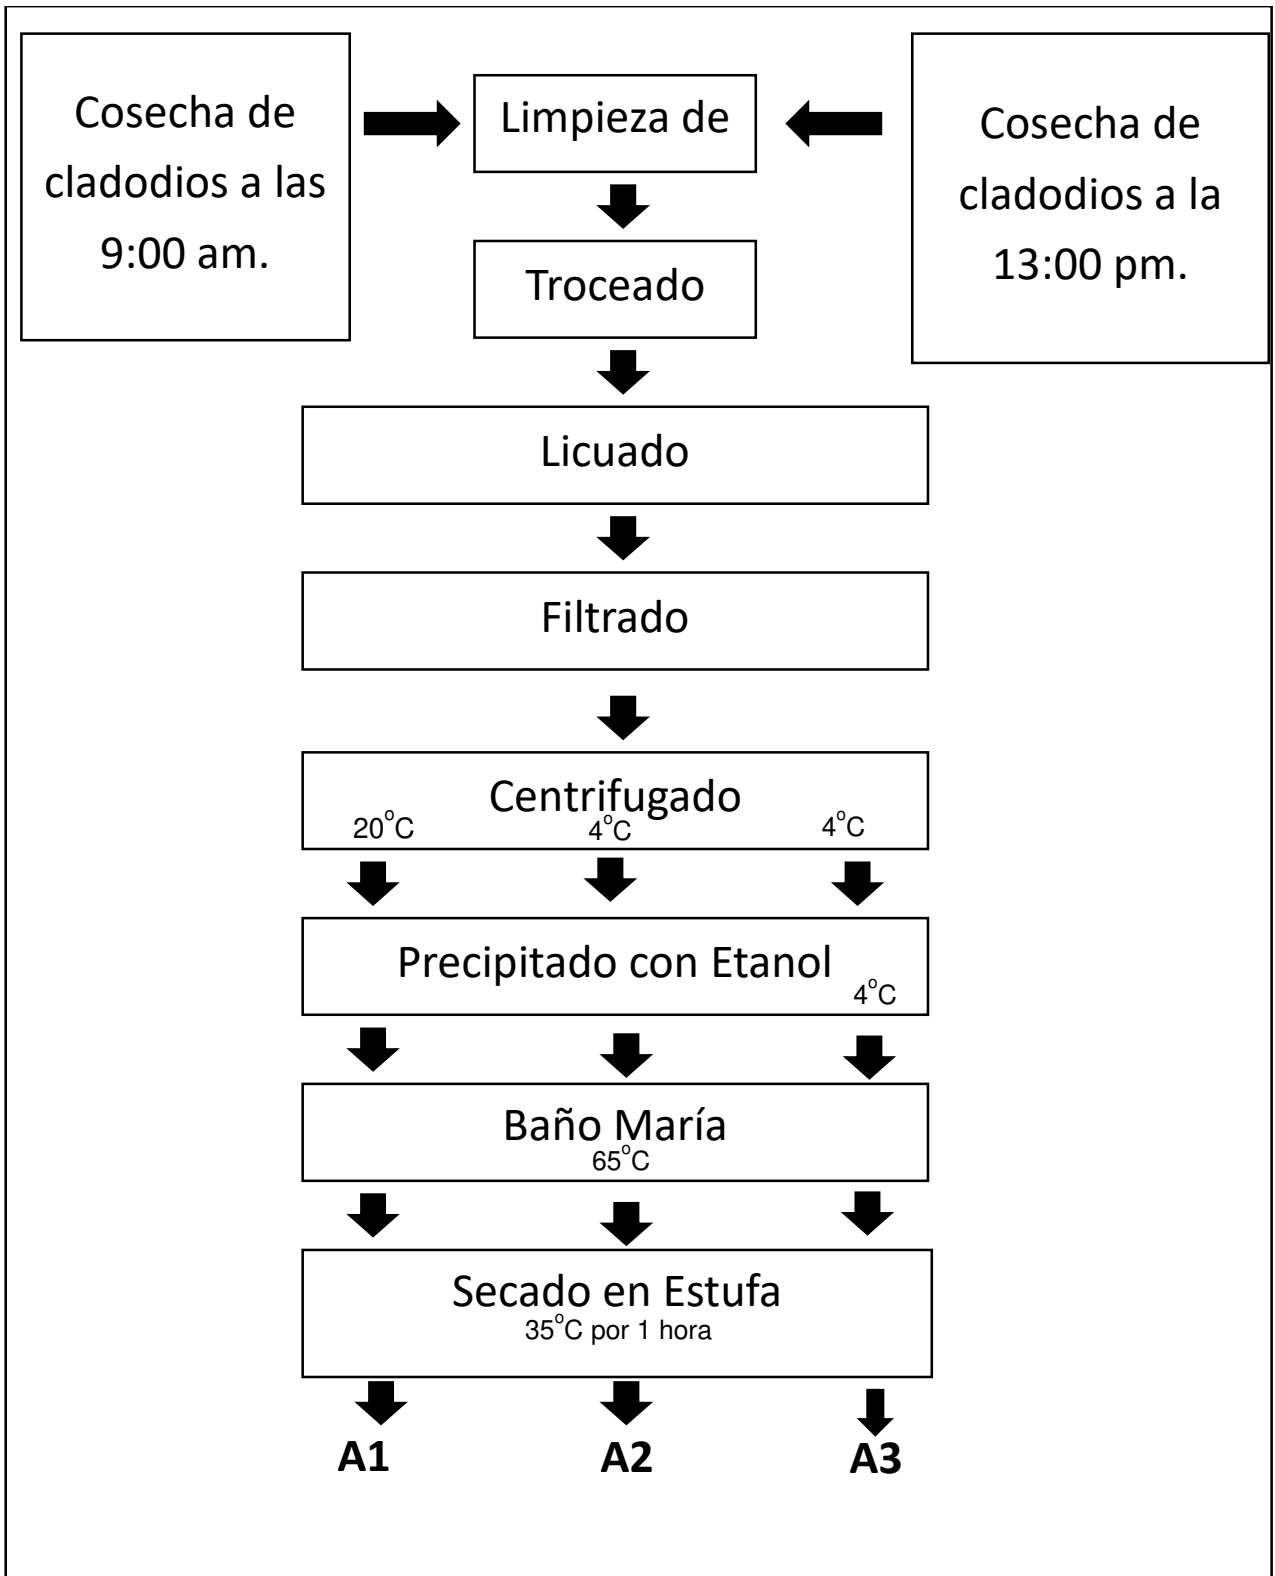 Cosecha de
cladodios a las
9:00 am.
Limpieza de
Cosecha de
cladodios a la
13:00 pm.
Troceado
Licuado
Filtrado
Centrifugado
20°C 4°C 4°C
Precipitado con Etanol
4°C
Baño María
65°C
Secado en Estufa
35°C por 1 hora
A1 A2 A3